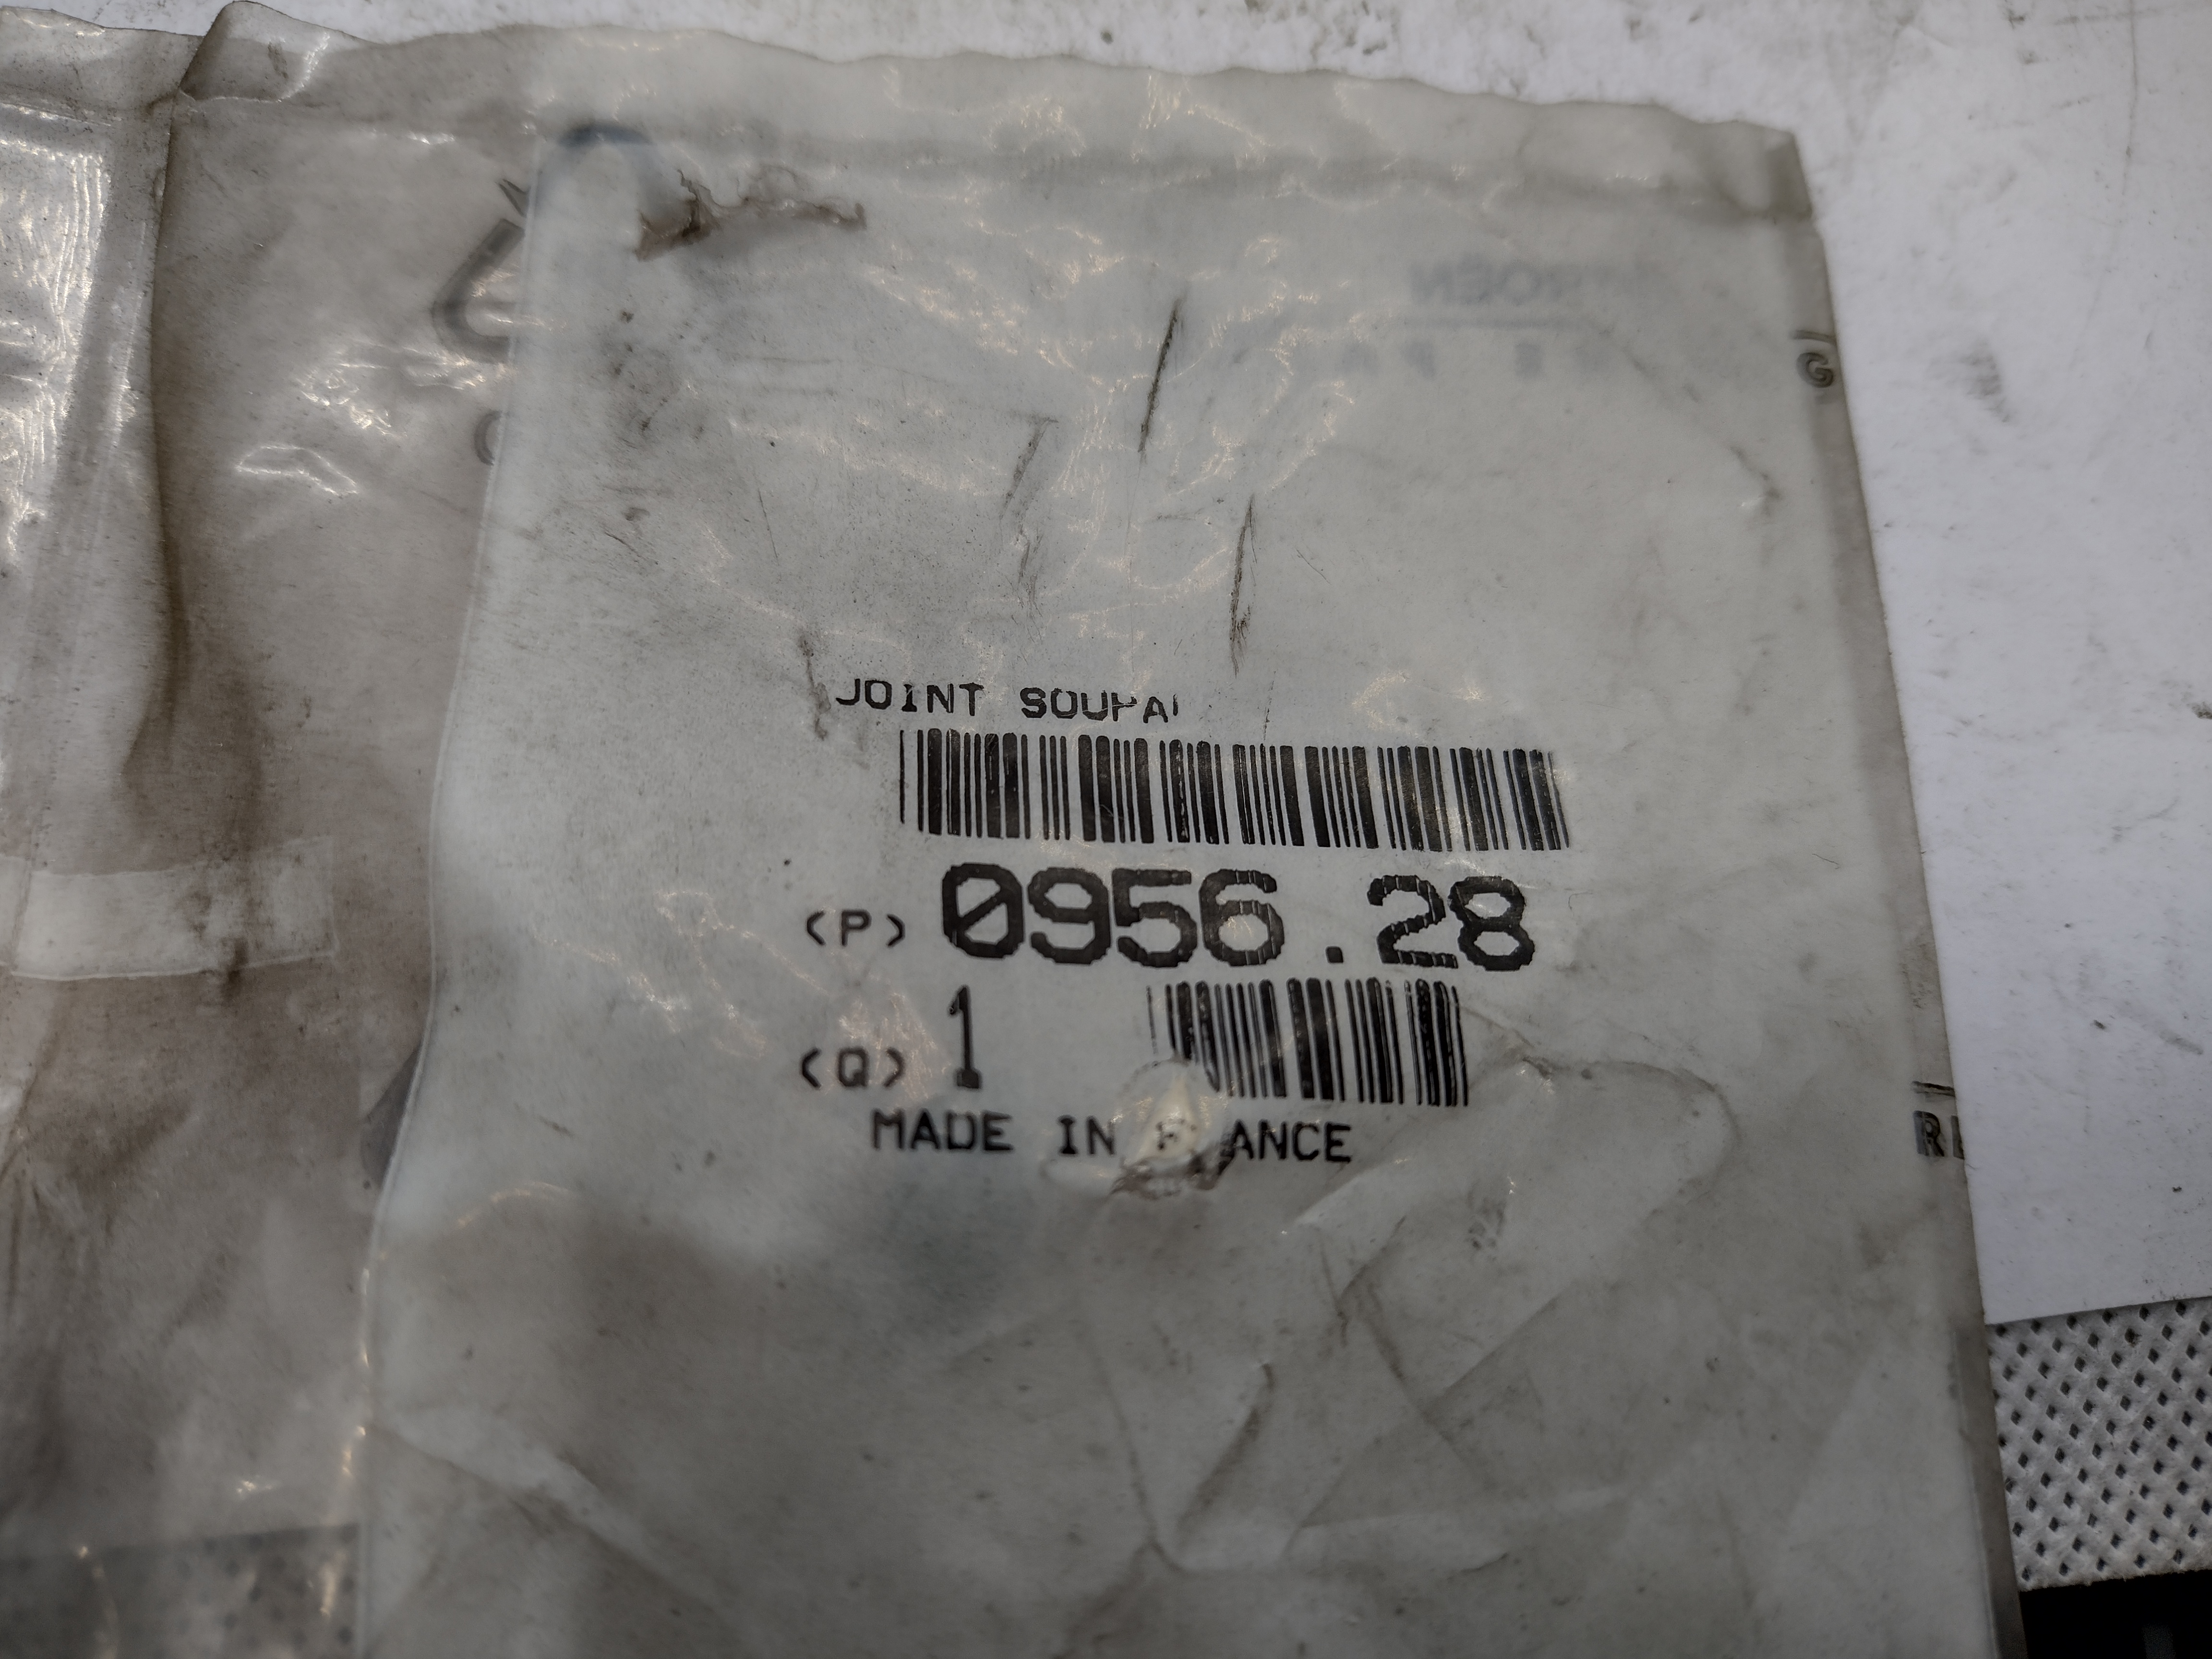 JOINT SOUPA
(P) 0956.28
(Q) 1
MADE IN FRANCE